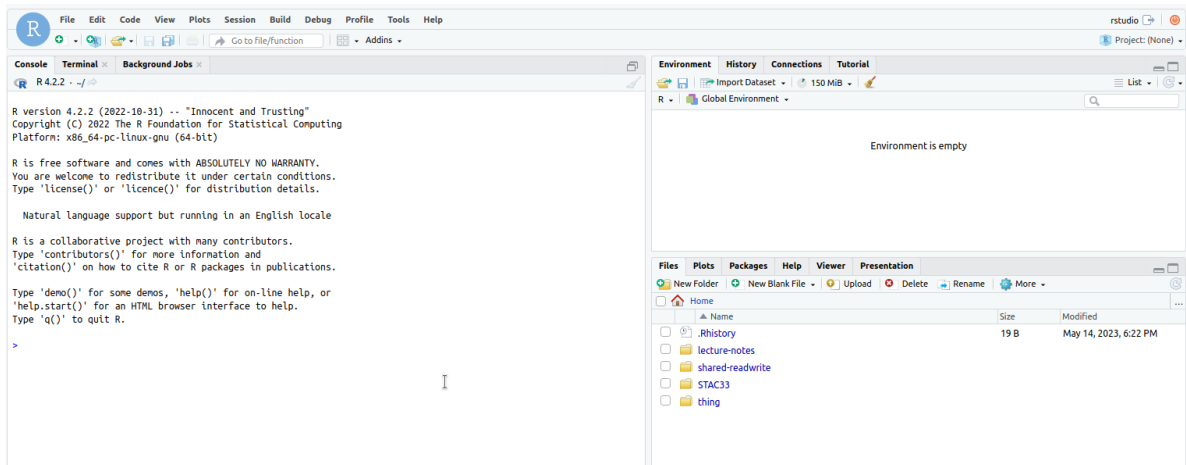 File Edit Code View Plots Session Build Debug Profile Tools Help
rstudio
R
Go to file/function
Addins
Project: (None)
Console Terminal Background Jobs
R 4.2.2 · ~/
R version 4.2.2 (2022-10-31) -- "Innocent and Trusting"
Copyright (C) 2022 The R Foundation for Statistical Computing
Platform: x86_64-pc-linux-gnu (64-bit)
R is free software and comes with ABSOLUTELY NO WARRANTY.
You are welcome to redistribute it under certain conditions.
Type 'license()' or 'licence()' for distribution details.
Natural language support but running in an English locale
R is a collaborative project with many contributors.
Type 'contributors()' for more information and
'citation()' on how to cite R or R packages in publications.
Type 'demo()' for some demos, 'help()' for on-line help, or
'help.start()' for an HTML browser interface to help.
Type 'q()' to quit R.
>
Environment History Connections Tutorial
Import Dataset 150 MiB List
R Global Environment
Environment is empty
Files Plots Packages Help Viewer Presentation
New Folder New Blank File Upload Delete Rename More
Home ...
Name Size Modified
.Rhistory 19 B May 14, 2023, 6:22 PM
lecture-notes
shared-readwrite
STAC33
thing